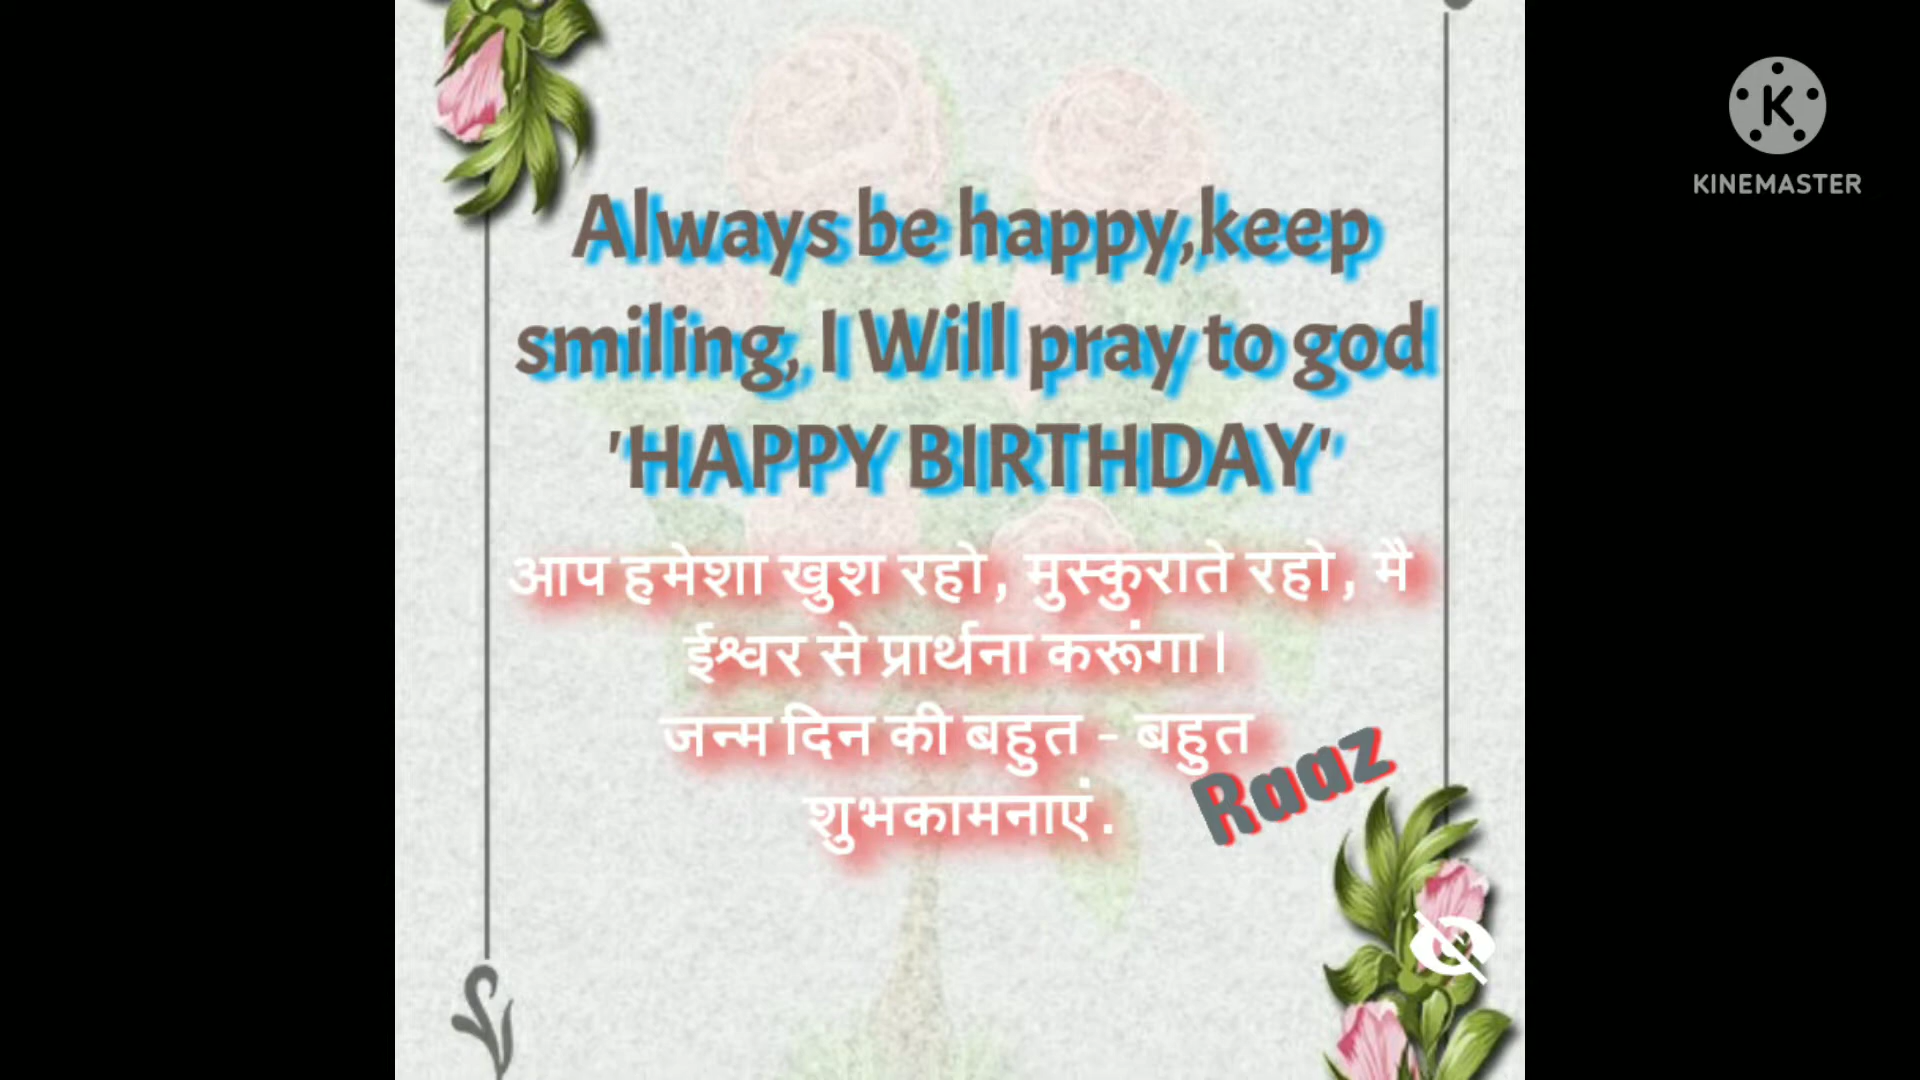 KINEMASTER
Always be happy,keep
smiling, I Will pray to god
'HAPPY BIRTHDAY'
आप हमेशा खुश रहो, मुस्कुराते रहो, मै
ईश्वर से प्रार्थना करूंगा।
जन्म दिन की बहुत - बहुत
शुभकामनाएं.
Raaz